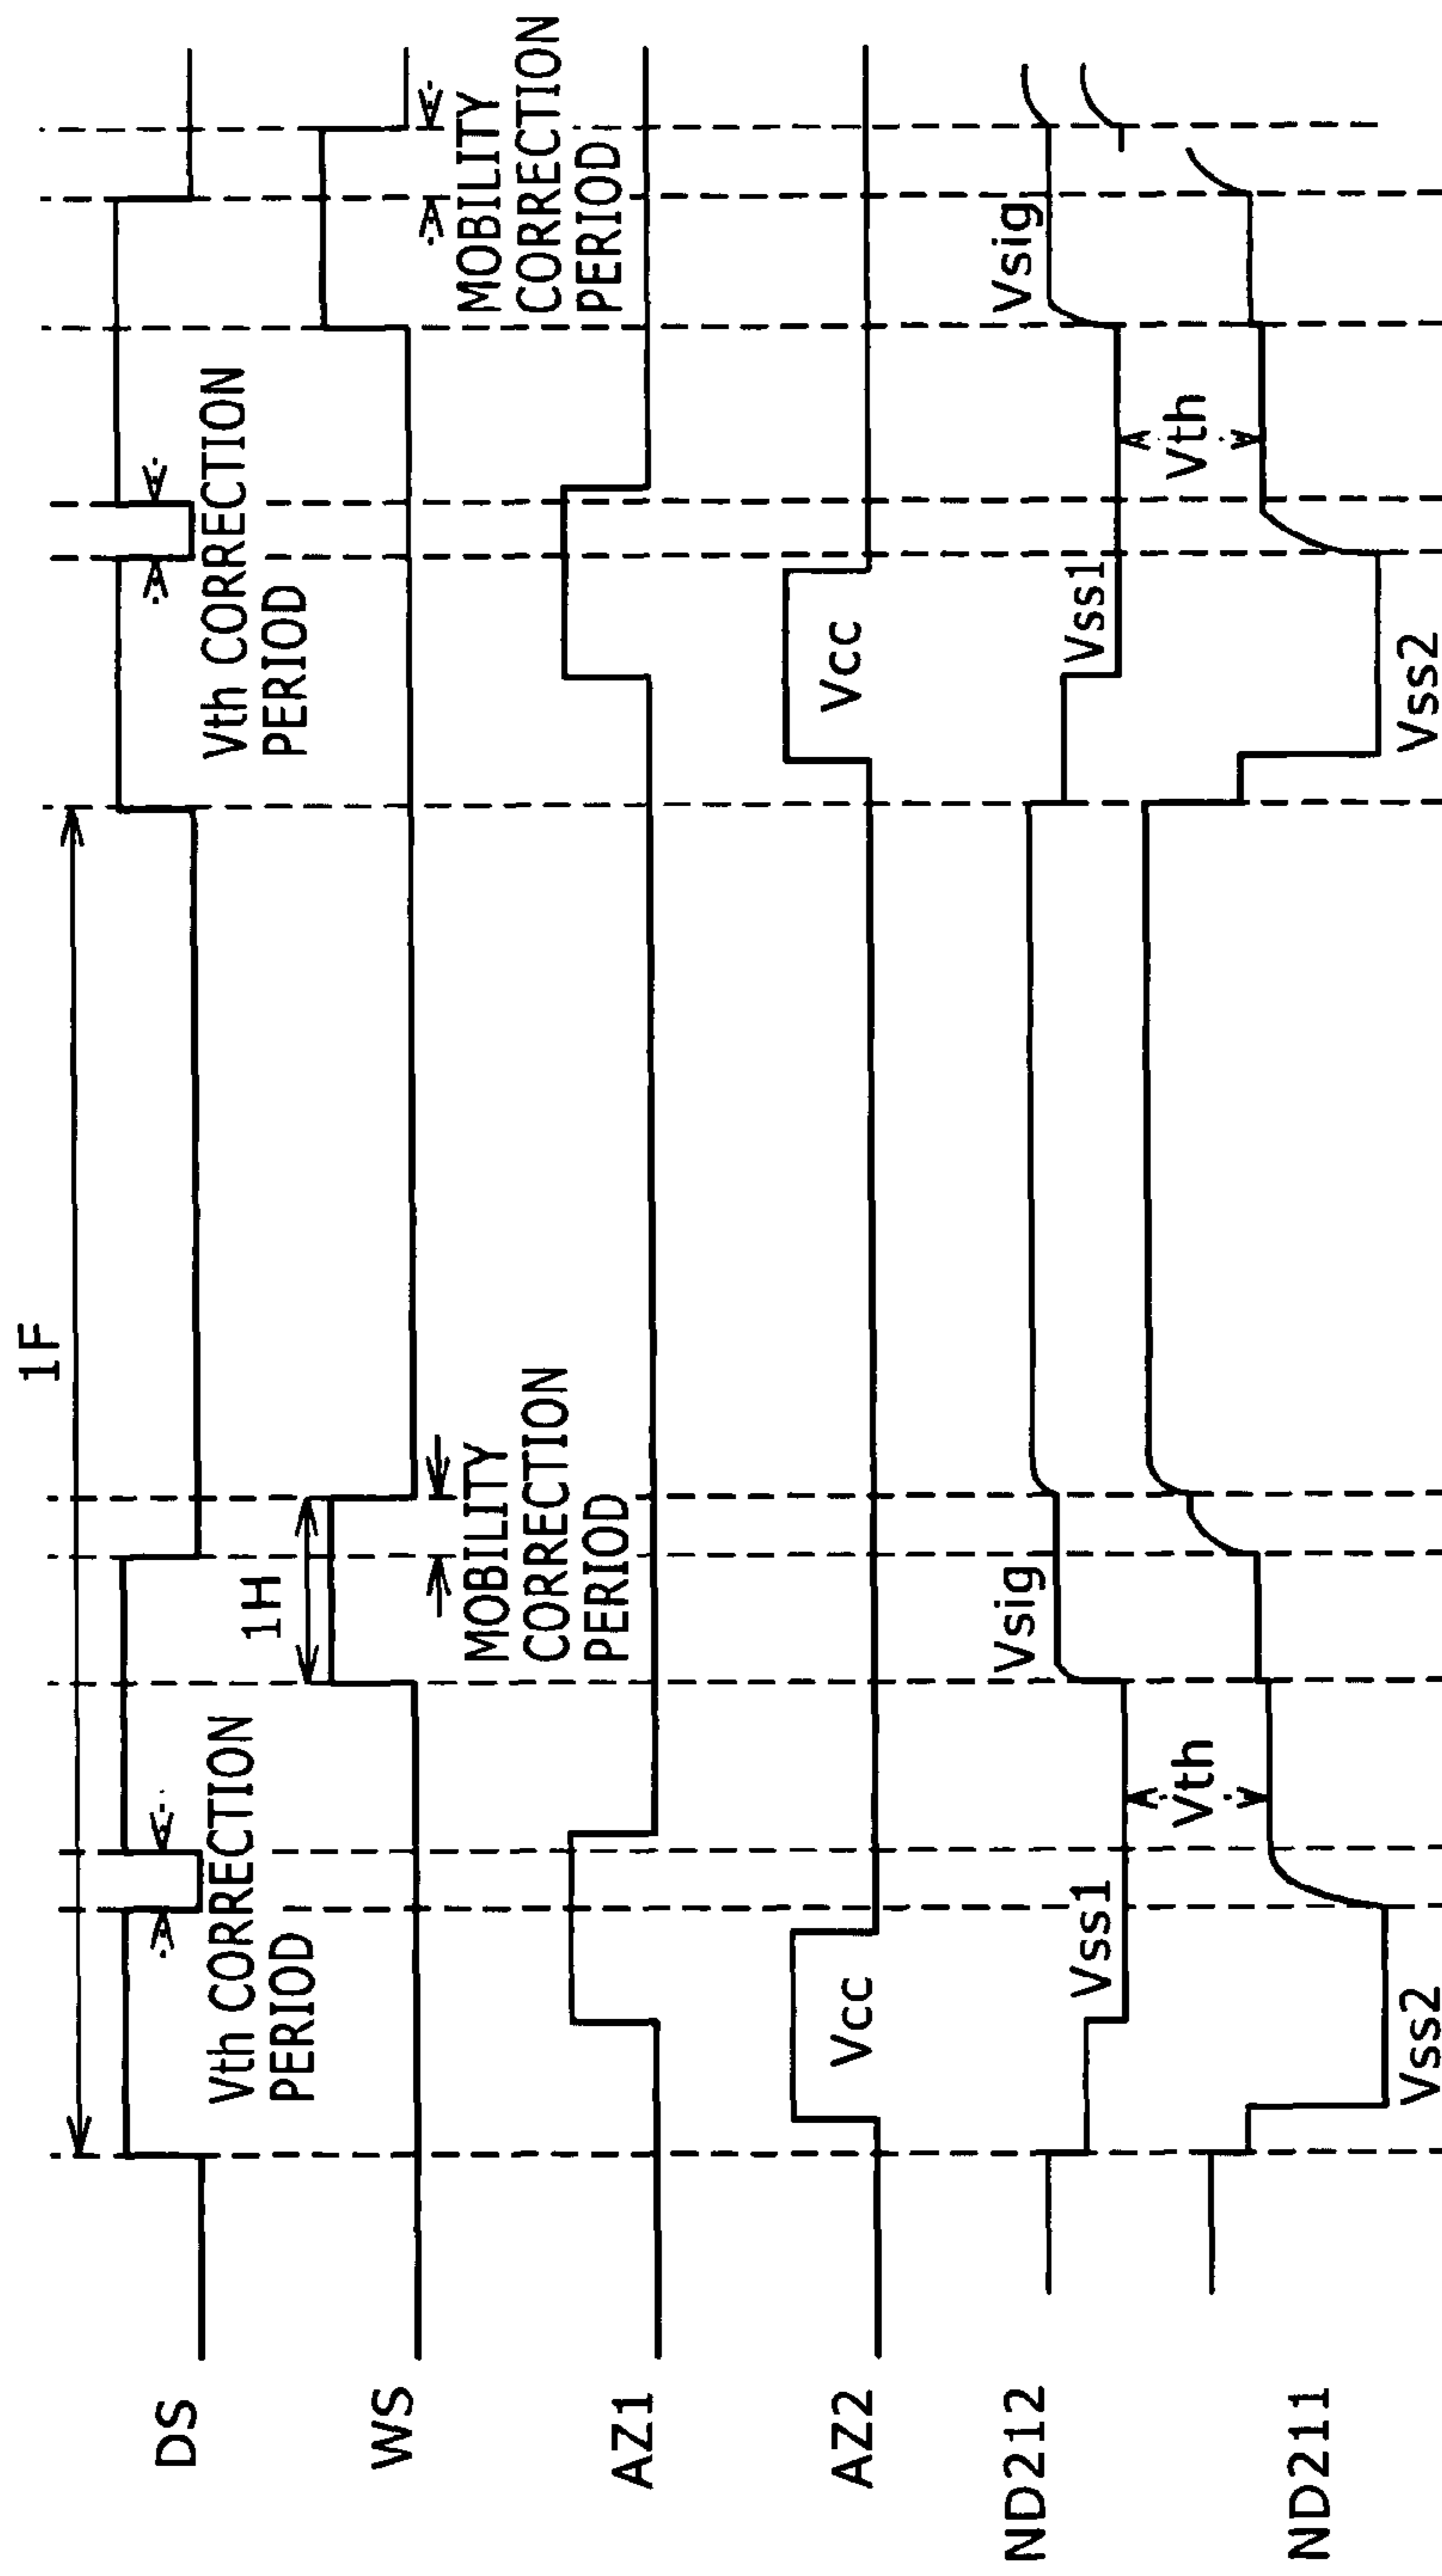 1F
DS
Vth CORRECTION
PERIOD
Vth CORRECTION
PERIOD
WS
1H
MOBILITY
CORRECTION
PERIOD
MOBILITY
CORRECTION
PERIOD
AZ1
AZ2
Vcc
Vcc
ND212
Vss1
Vsig
Vss1
Vsig
Vth
Vth
ND211
Vss2
Vss2